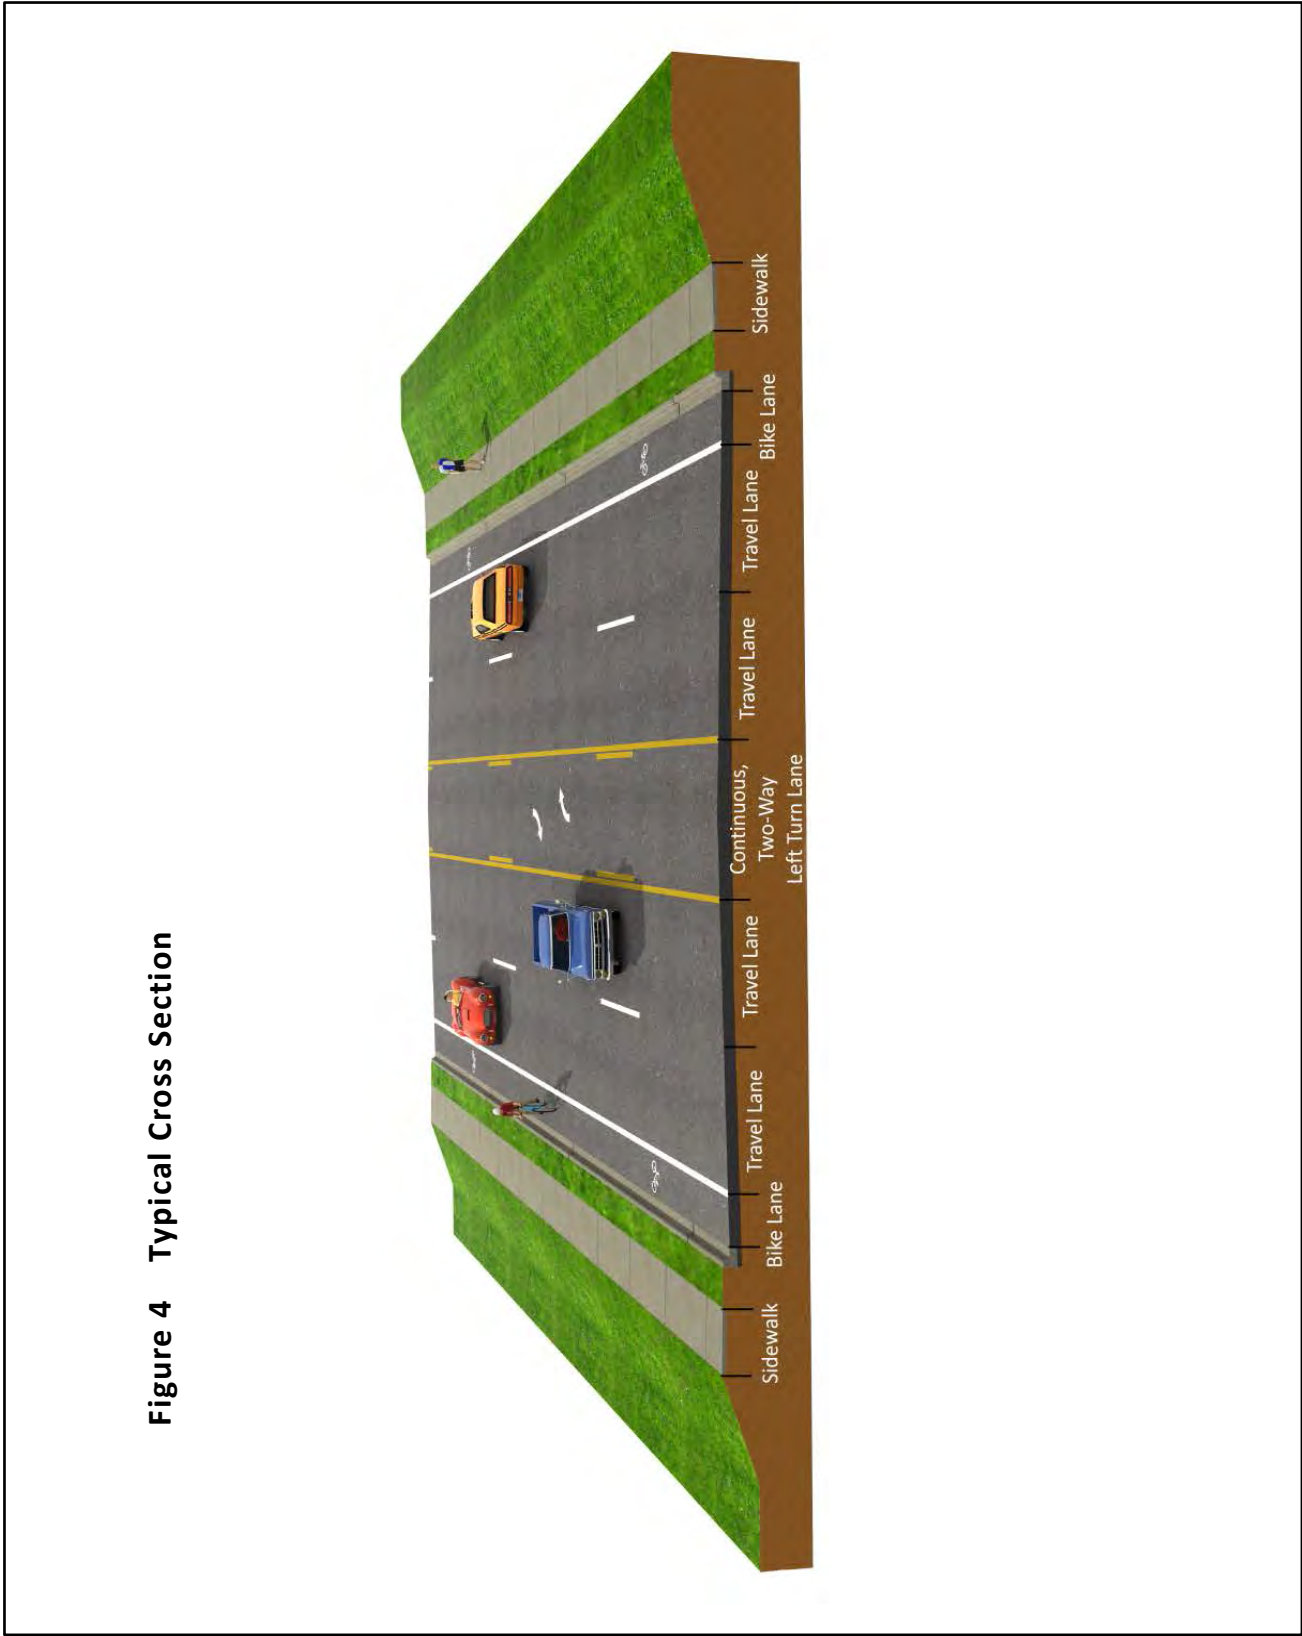 Figure 4 Typical Cross Section
Sidewalk
Bike Lane
Travel Lane
Travel Lane
Continuous,
Two-Way
Left Turn Lane
Travel Lane
Travel Lane
Bike Lane
Sidewalk